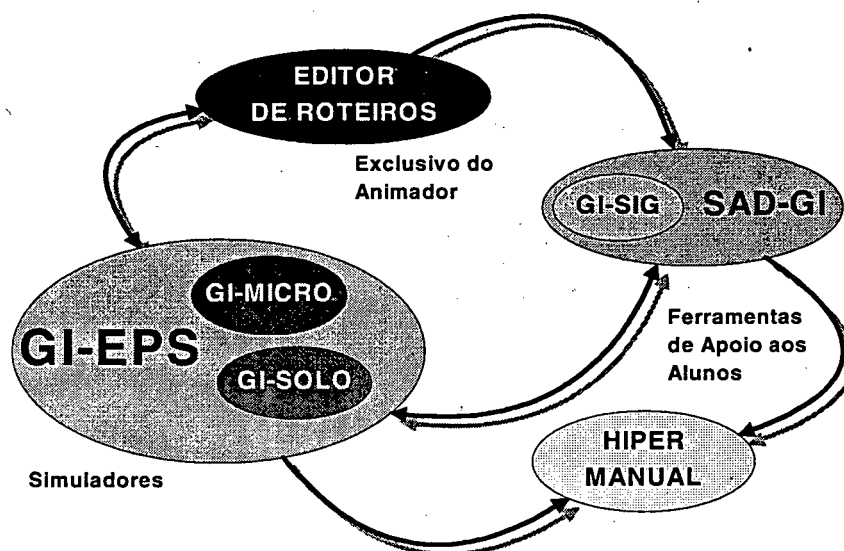 EDITOR
DE ROTEIROS
Exclusivo do
Animador
GI-SIG
SAD-GI
GI-MICRO
GI-EPS
GI-SOLO
Ferramentas
de Apoio aos
Alunos
Simuladores
HIPER
MANUAL